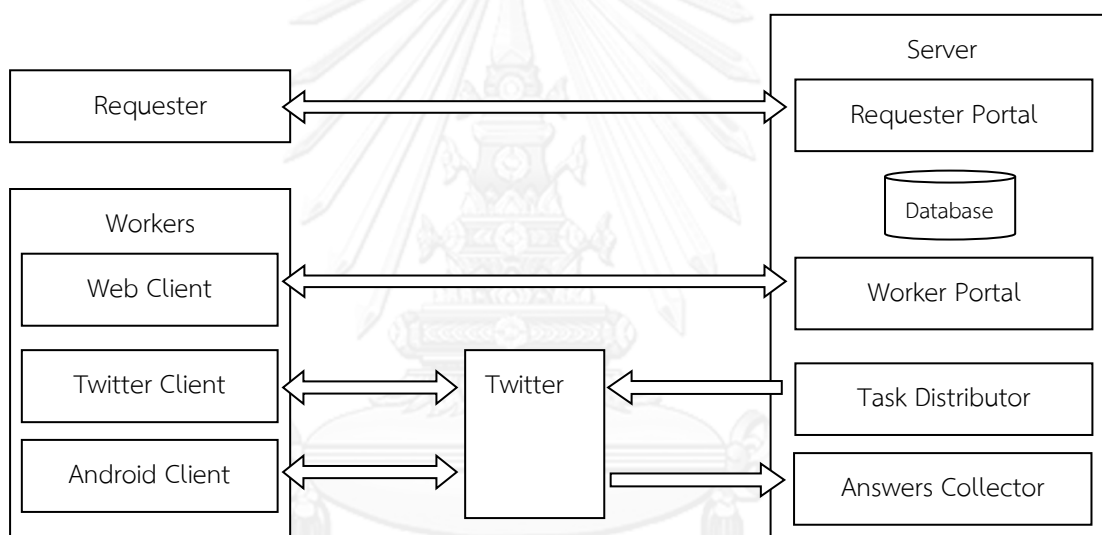 Server
Requester
Requester Portal
Database
Workers
Web Client
Worker Portal
Twitter Client
Twitter
Task Distributor
Android Client
Answers Collector